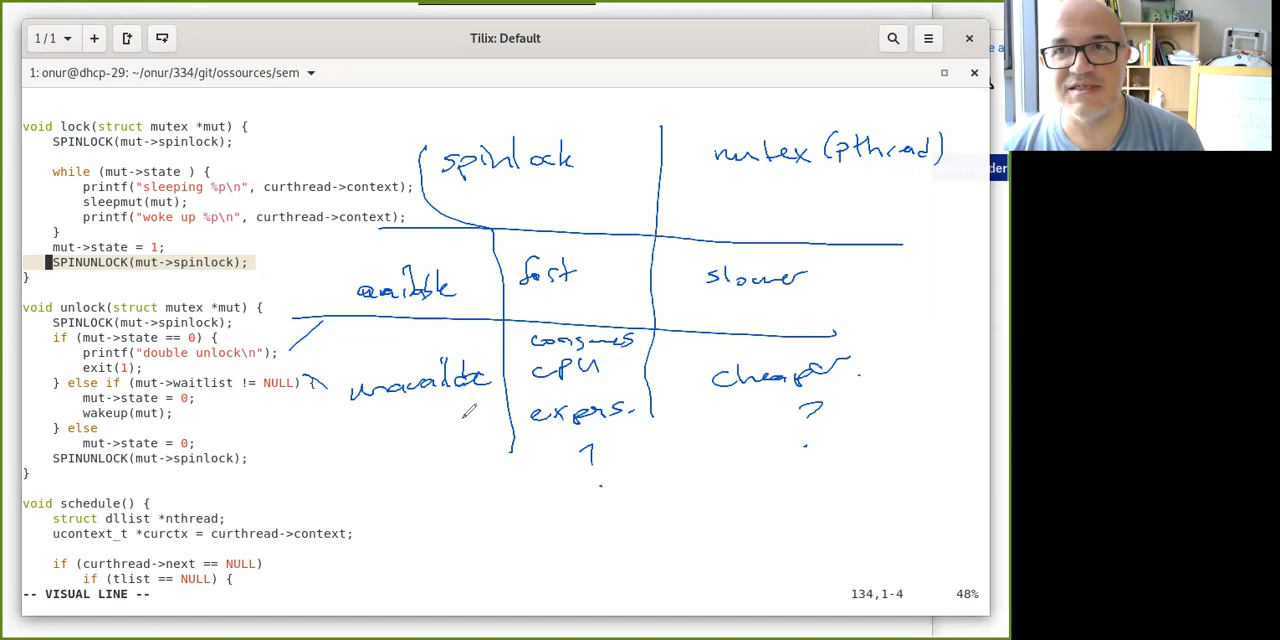 1 / 1
Tilix: Default
1: onur@dhcp-29: ~/onur/334/git/ossources/sem
void lock(struct mutex *mut) {
    SPINLOCK(mut->spinlock);
    while (mut->state ) {
        printf("sleeping %p\n", curthread->context);
        sleepmut(mut);
        printf("woke up %p\n", curthread->context);
    }
    mut->state = 1;
    SPINUNLOCK(mut->spinlock);
}
void unlock(struct mutex *mut) {
    SPINLOCK(mut->spinlock);
    if (mut->state == 0) {
        printf("double unlock\n");
        exit(1);
    } else if (mut->waitlist != NULL) {
        mut->state = 0;
        wakeup(mut);
    } else
        mut->state = 0;
    SPINUNLOCK(mut->spinlock);
}
void schedule() {
    struct dllist *nthread;
    ucontext_t *curctx = curthread->context;
    if (curthread->next == NULL)
        if (tlist == NULL) {
-- VISUAL LINE --
134,1-4
48%
spinlock
mutex (pthread)
available
fast
slower
unavailable
consumes
CPU
expens.
?
cheaper.
?
e a
der